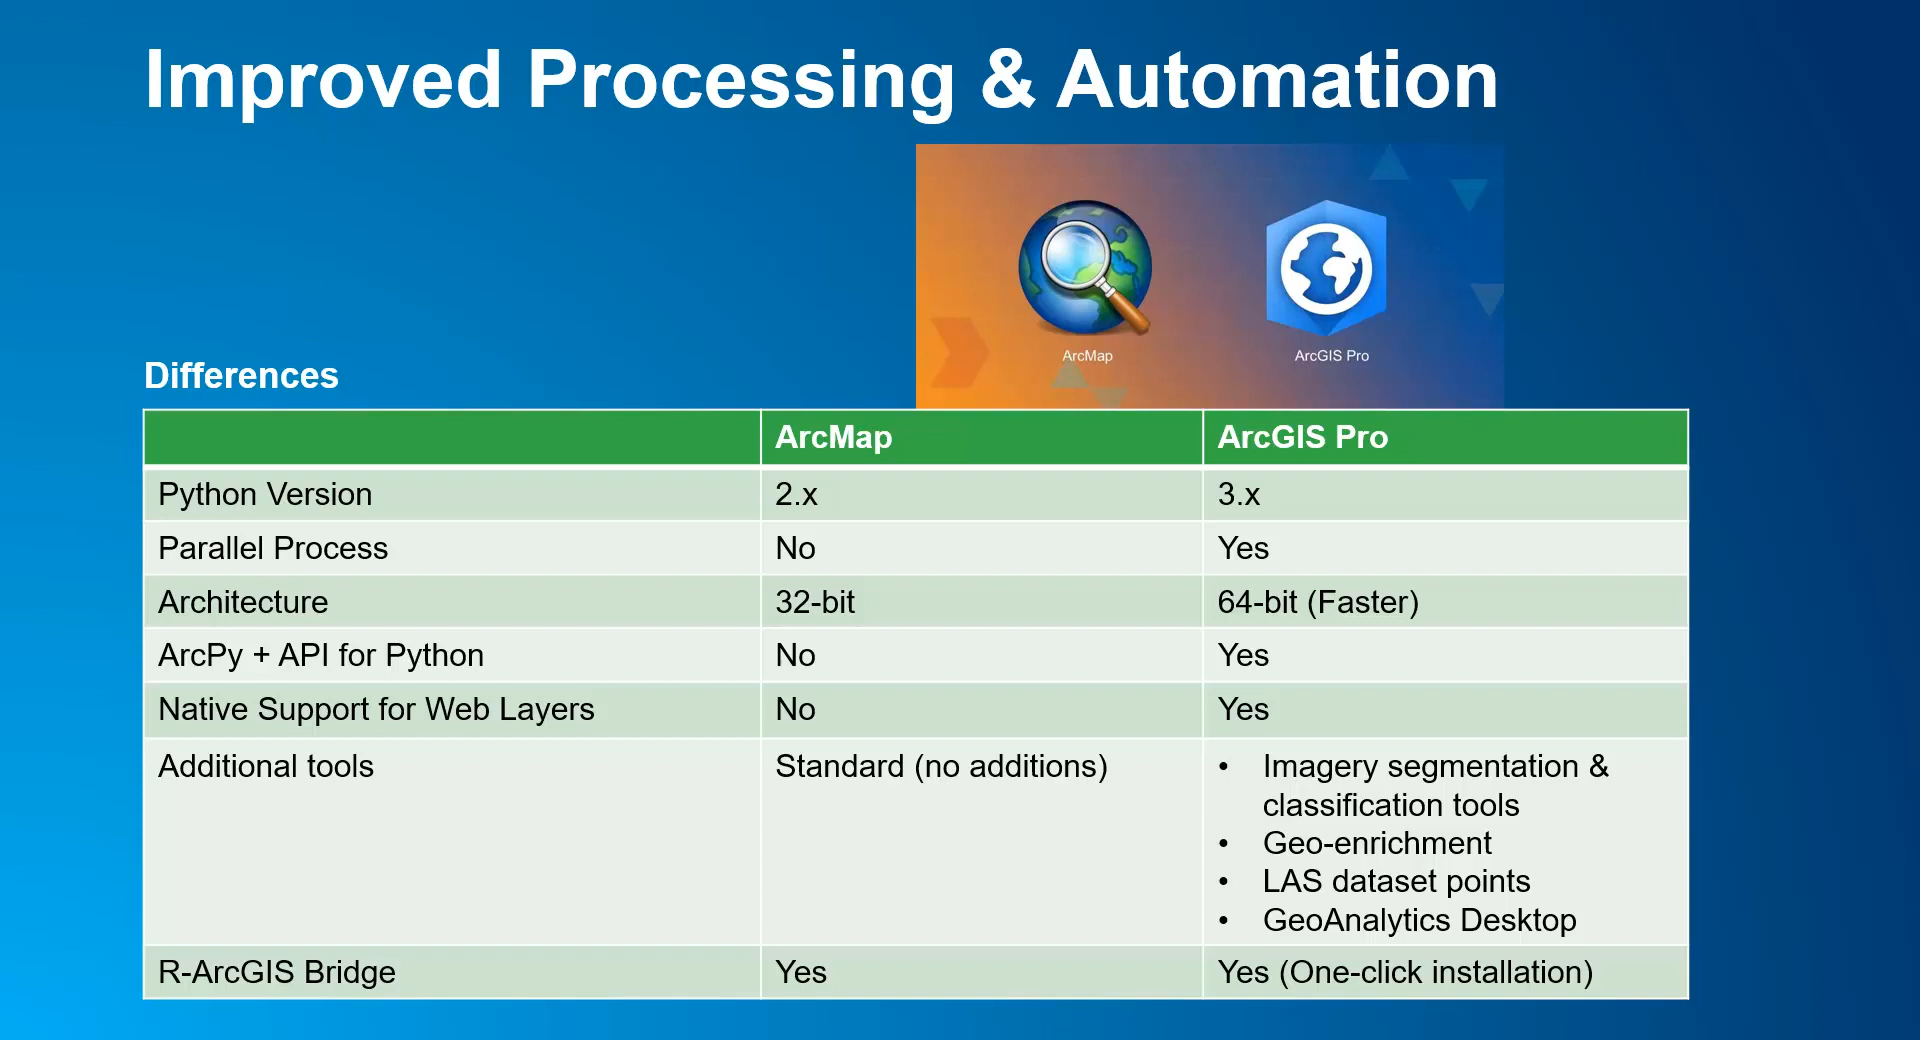 Improved Processing & Automation
ArcMap
ArcGIS Pro
Differences
ArcMap ArcGIS Pro
Python Version 2.x 3.x
Parallel Process No Yes
Architecture 32-bit 64-bit (Faster)
ArcPy + API for Python No Yes
Native Support for Web Layers No Yes
Additional tools Standard (no additions) • Imagery segmentation &
classification tools
• Geo-enrichment
• LAS dataset points
• GeoAnalytics Desktop
R-ArcGIS Bridge Yes Yes (One-click installation)